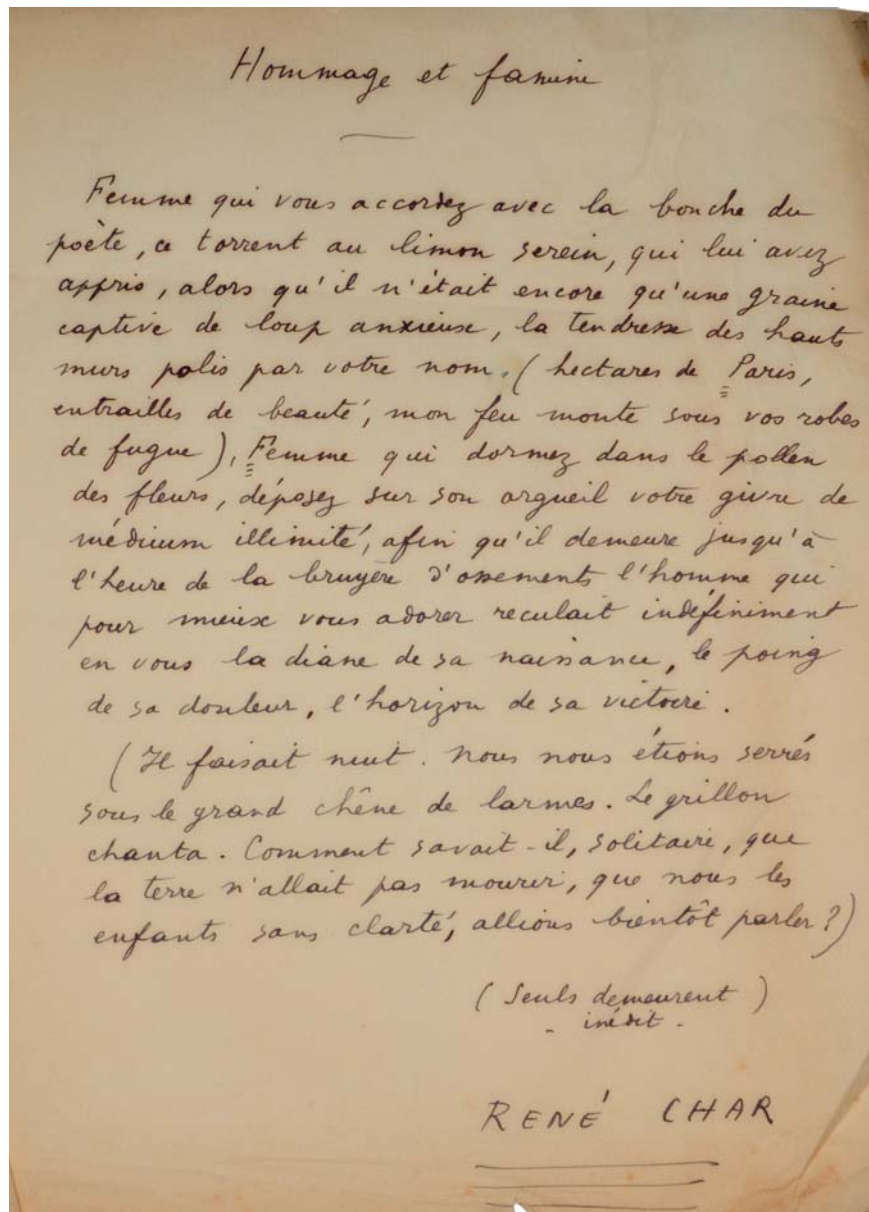 Hommage et famine
Femme qui vous accordez avec la bouche du
poète, ce torrent au limon serein, qui lui avez
appris, alors qu'il n'était encore qu'une graine
captive de loup anxieuse, la tendresse des hauts
murs polis par votre nom. (hectares de Paris,
entrailles de beauté, mon feu monte sous vos robes
de fugue), Femme qui dormez dans le pollen
des fleurs, déposez sur son orgueil votre givre de
médium illimité, afin qu'il demeure jusqu'à
l'heure de la bruyère d'ossements l'homme qui
pour mieux vous adorer reculait indéfiniment
en vous la diane de sa naissance, le poing
de sa douleur, l'horizon de sa victoire.
(Il faisait nuit. Nous nous étions serrés
sous le grand chêne de larmes. Le grillon
chanta. Comment savait-il, solitaire, que
la terre n'allait pas mourir, que nous les
enfants sans clarté, allions bientôt parler ?)
(Seuls demeurent)
- inédit -
RENÉ CHAR